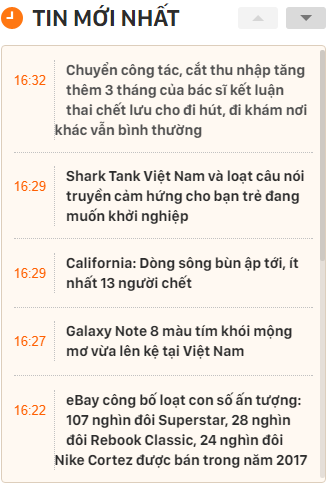 TIN MỚI NHẤT
16:32
Chuyển công tác, cắt thu nhập tăng
thêm 3 tháng của bác sĩ kết luận
thai chết lưu cho đi hút, đi khám nơi
khác vẫn bình thường
16:29
Shark Tank Việt Nam và loạt câu nói
truyền cảm hứng cho bạn trẻ đang
muốn khởi nghiệp
16:29
California: Dòng sông bùn ập tới, ít
nhất 13 người chết
16:27
Galaxy Note 8 màu tím khói mộng
mơ vừa lên kệ tại Việt Nam
16:22
eBay công bố loạt con số ấn tượng:
107 nghìn đôi Superstar, 28 nghìn
đôi Rebook Classic, 24 nghìn đôi
Nike Cortez được bán trong năm 2017